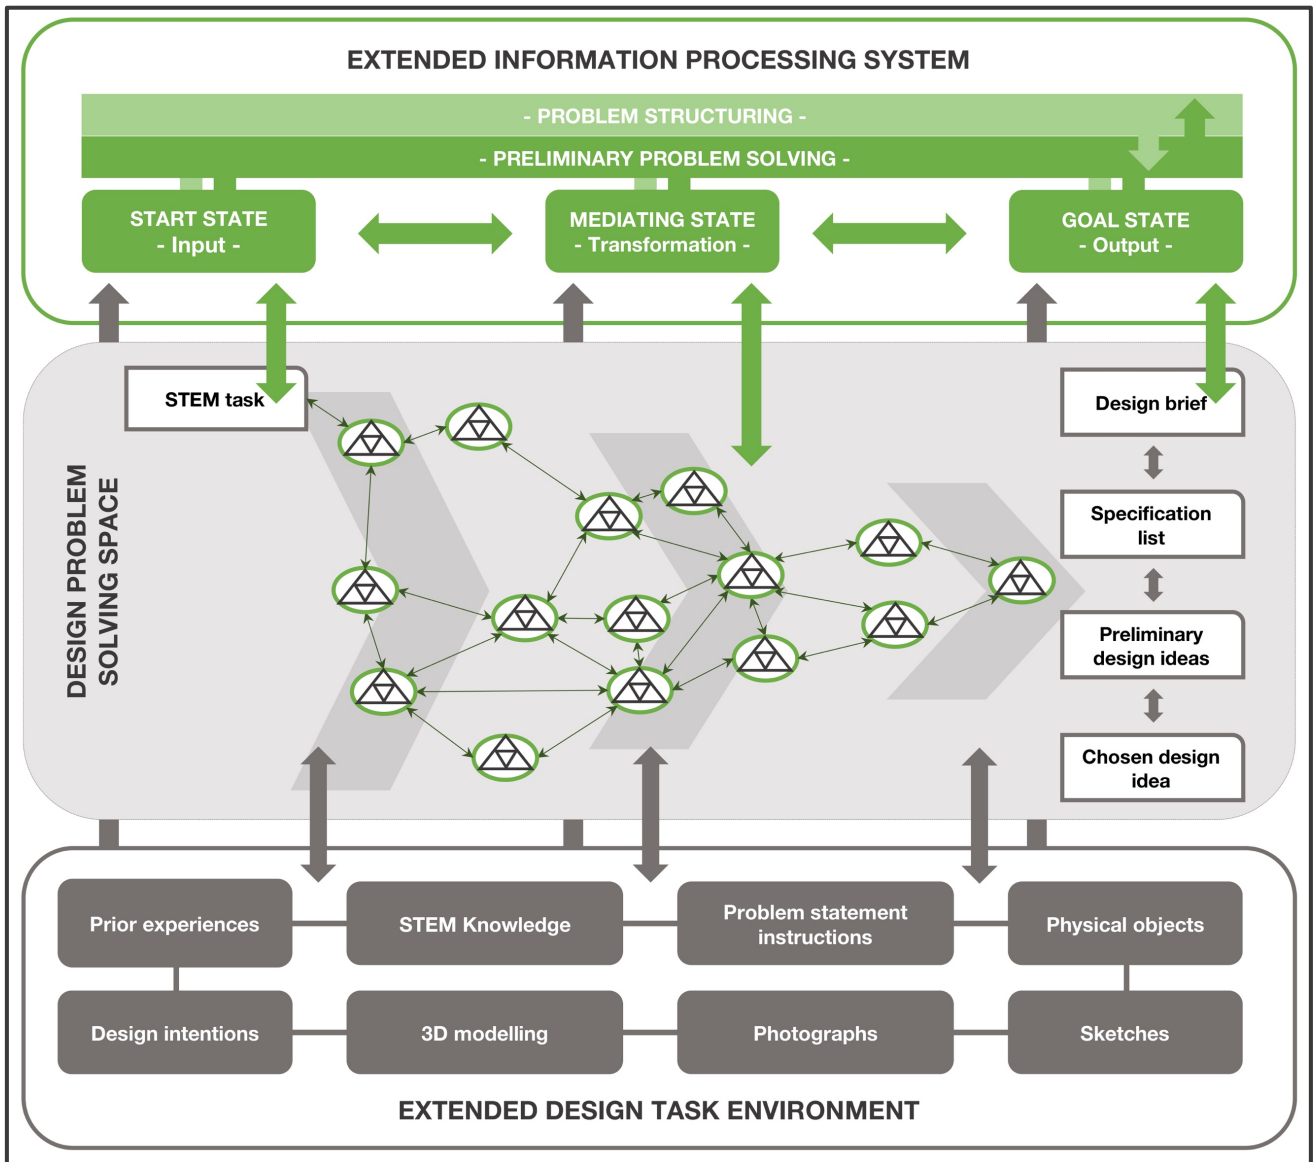 EXTENDED INFORMATION PROCESSING SYSTEM
- PROBLEM STRUCTURING -
- PRELIMINARY PROBLEM SOLVING -
START STATE
- Input -
MEDIATING STATE
- Transformation -
GOAL STATE
- Output -
DESIGN PROBLEM
SOLVING SPACE
STEM task
Design brief
Specification
list
Preliminary
design ideas
Chosen design
idea
Prior experiences
STEM Knowledge
Problem statement
instructions
Physical objects
Design intentions
3D modelling
Photographs
Sketches
EXTENDED DESIGN TASK ENVIRONMENT